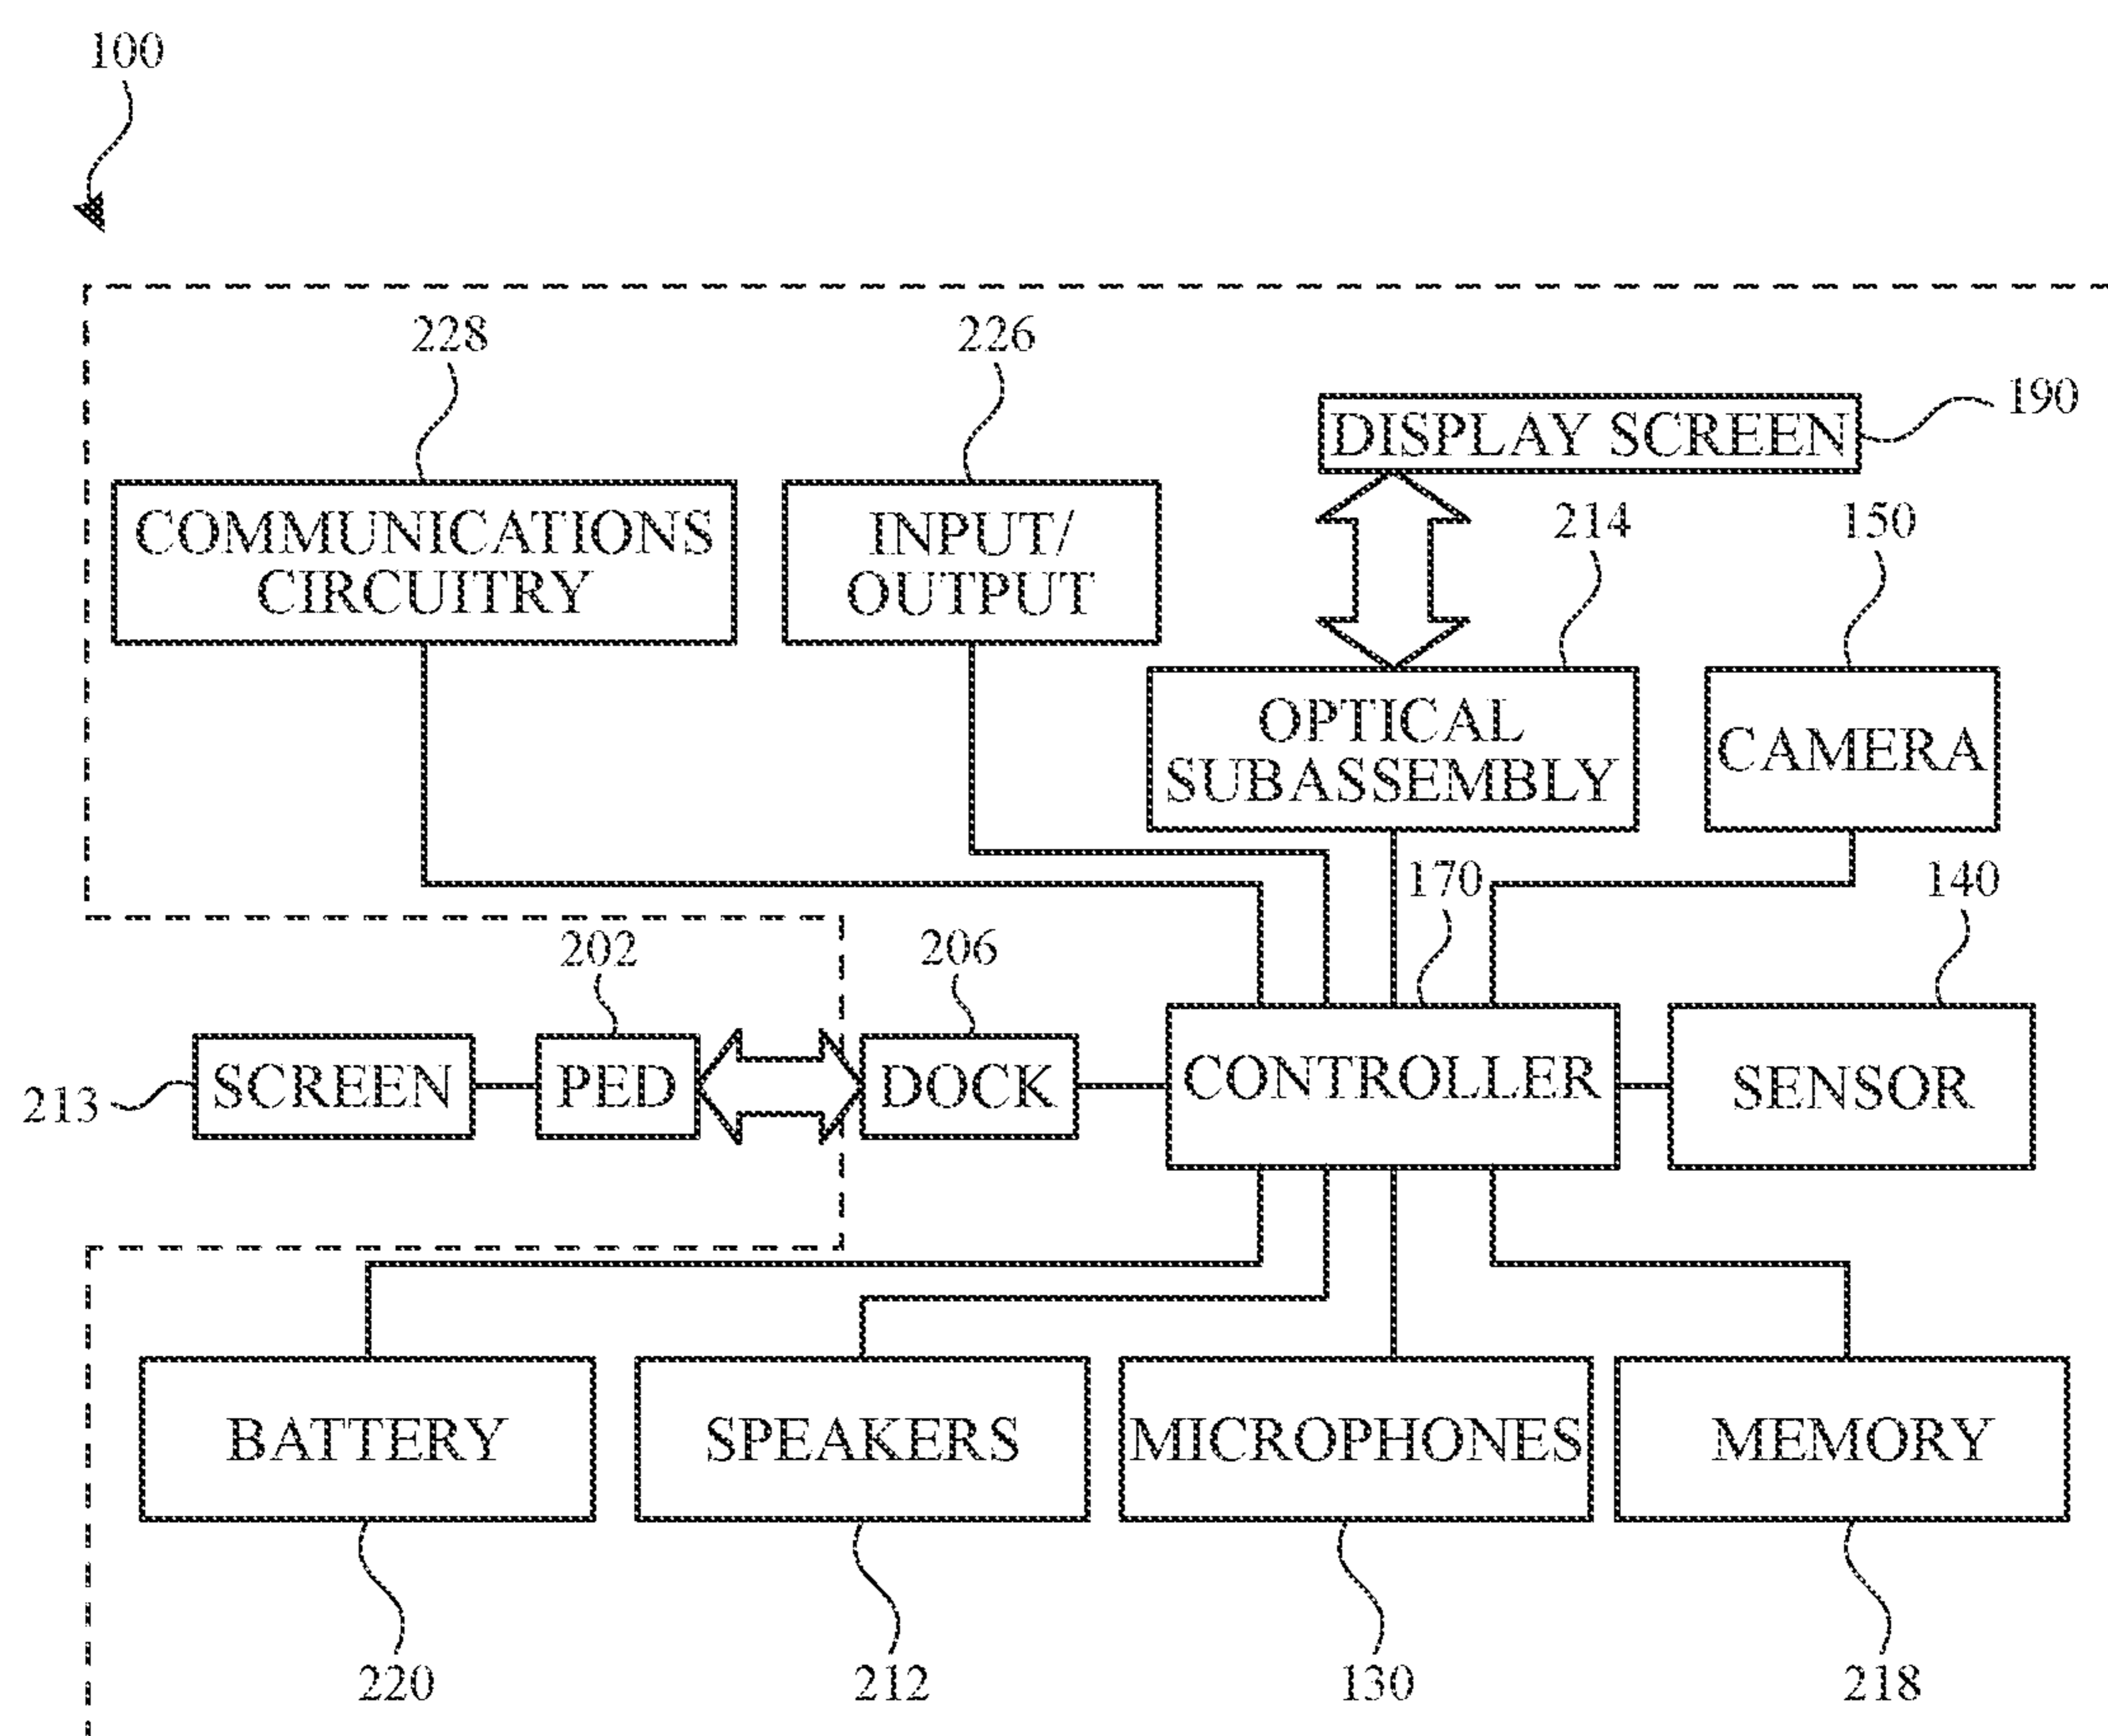 100
228
226
190
DISPLAY SCREEN
COMMUNICATIONS
CIRCUITRY
INPUT/
OUTPUT
214
150
OPTICAL
SUBASSEMBLY
CAMERA
170
140
202
206
SCREEN
PED
DOCK
CONTROLLER
SENSOR
213
BATTERY
SPEAKERS
MICROPHONES
MEMORY
220
212
130
218